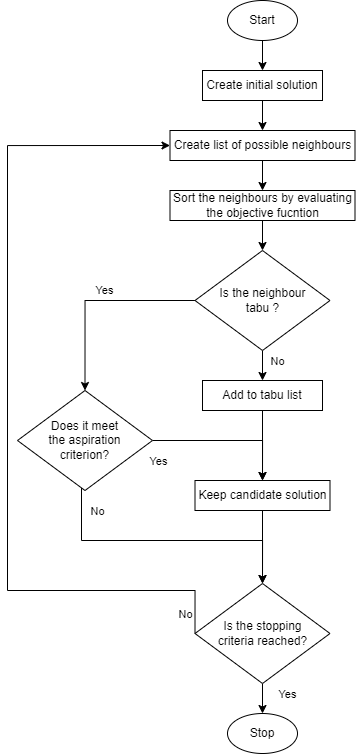 Start
Create initial solution
Create list of possible neighbours
Sort the neighbours by evaluating
the objective fucntion
Is the neighbour
tabu ?
Yes
No
Add to tabu list
Does it meet
the aspiration
criterion?
Yes
No
Keep candidate solution
Is the stopping
criteria reached?
No
Yes
Stop